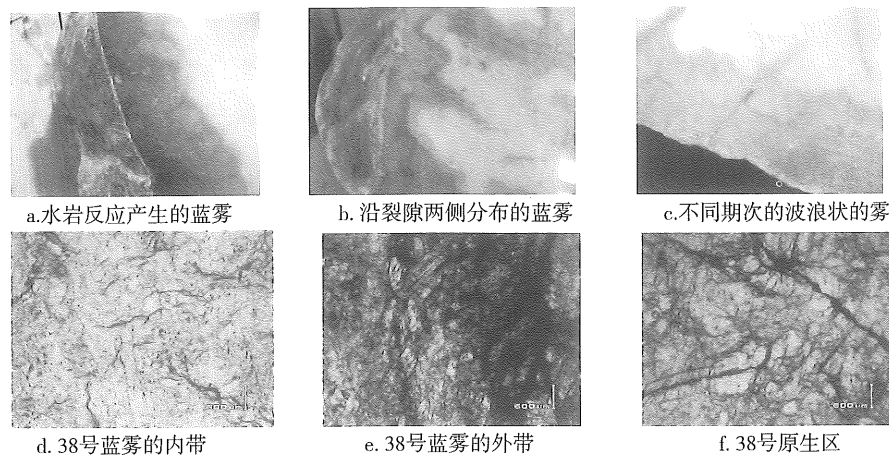 a.水岩反应产生的蓝雾
b. 沿裂隙两侧分布的蓝雾
c.不同期次的波浪状的雾
500um
d. 38号蓝雾的内带
e. 38号蓝雾的外带
f. 38号原生区